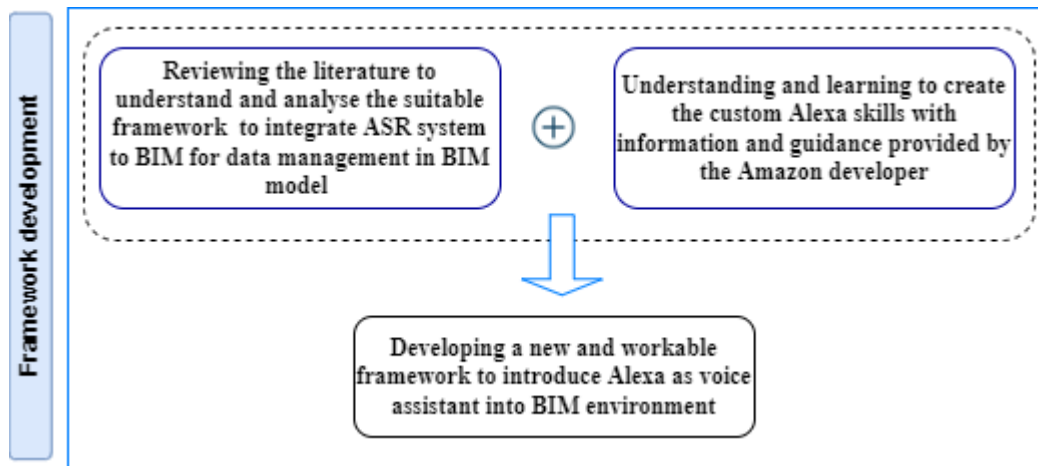 Framework development
Reviewing the literature to
understand and analyse the suitable
framework to integrate ASR system
to BIM for data management in BIM
model
Understanding and learning to create
the custom Alexa skills with
information and guidance provided by
the Amazon developer
Developing a new and workable
framework to introduce Alexa as voice
assistant into BIM environment